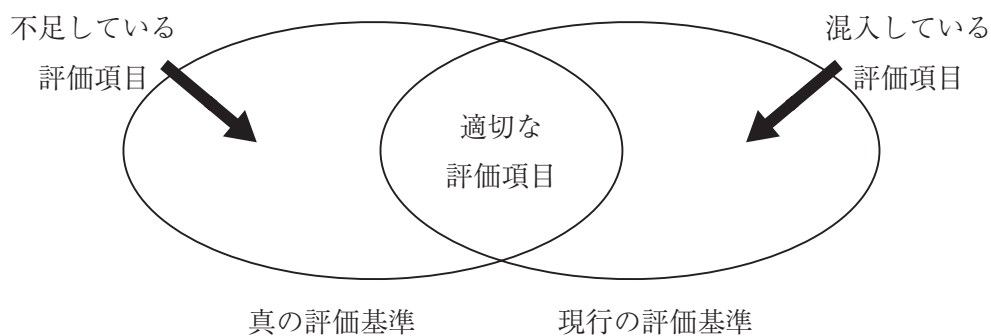 不足している
評価項目
混入している
評価項目
適切な
評価項目
真の評価基準
現行の評価基準